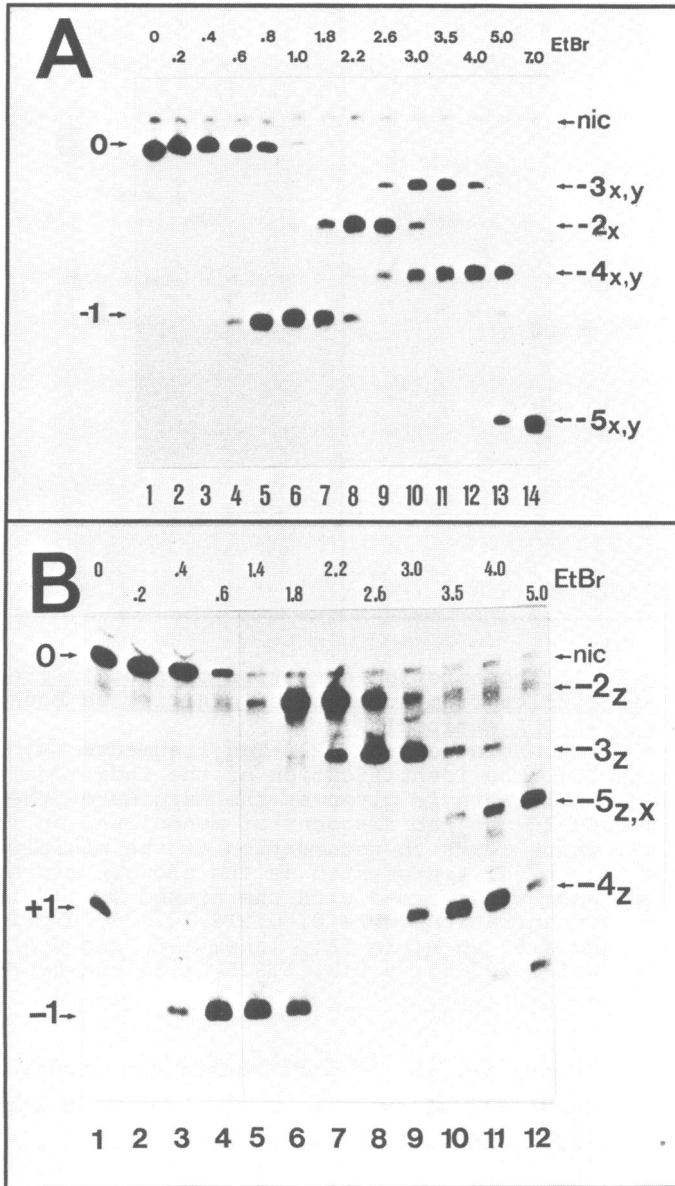 A
0 .4 .8 1.8 2.6 3.5 5.0
.2 .6 1.0 2.2 3.0 4.0 7.0
EtBr
←nic
0→
←-3x,y
←-2x
←-4x,y
-1→
←-5x,y
1 2 3 4 5 6 7 8 9 10 11 12 13 14
B
0 .4 1.4 2.2 3.0 4.0
EtBr
.2 .6 1.8 2.6 3.5 5.0
0→
←nic
←-2z
←-3z
←-5z,x
←-4z
+1→
-1→
1 2 3 4 5 6 7 8 9 10 11 12